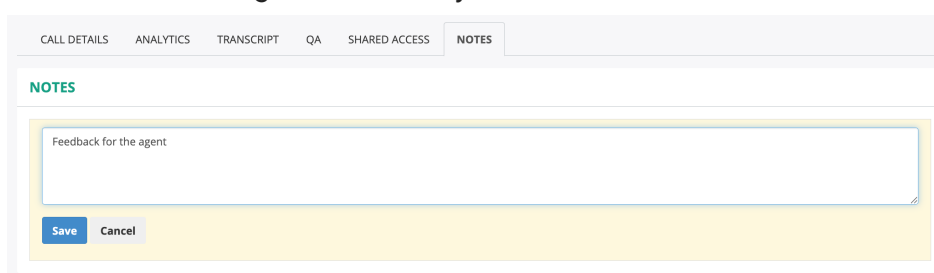 CALL DETAILS ANALYTICS TRANSCRIPT QA SHARED ACCESS NOTES
NOTES
Feedback for the agent
Save Cancel